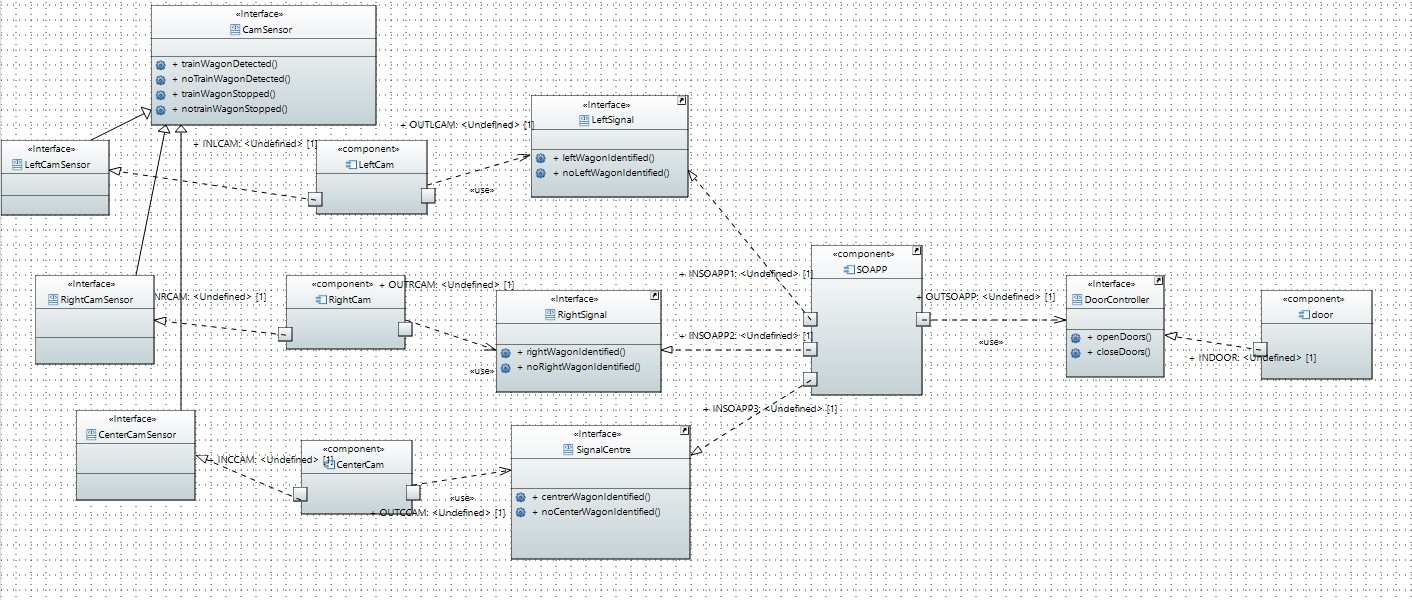 «Interface»
CamSensor
+ trainWagonDetected()
+ noTrainWagonDetected()
+ trainWagonStopped()
+ notrainWagonStopped()
«Interface»
LeftCamSensor
+ INLCAM: <Undefined> [1]
«component»
LeftCam
+ OUTLCAM: <Undefined> [1]
«use»
«Interface»
LeftSignal
+ leftWagonIdentified()
+ noLeftWagonIdentified()
«Interface»
RightCamSensor
NRCAM: <Undefined> [1]
«component»
RightCam
+ OUTRCAM: <Undefined> [1]
«use»
«Interface»
RightSignal
+ rightWagonIdentified()
+ noRightWagonIdentified()
+ INSOAPP1: <Undefined> [1]
+ INSOAPP2: <Undefined> [1]
+ INSOAPP3: <Undefined> [1]
«component»
SOAPP
+ OUTSOAPP: <Undefined> [1]
«use»
«Interface»
DoorController
+ openDoors()
+ closeDoors()
«component»
door
+ INDOOR: <Undefined> [1]
«Interface»
CenterCamSensor
+ INCCAM: <Undefined> [1]
«component»
CenterCam
«use»
+ OUTCCAM: <Undefined> [1]
«Interface»
SignalCentre
+ centrerWagonIdentified()
+ noCenterWagonIdentified()